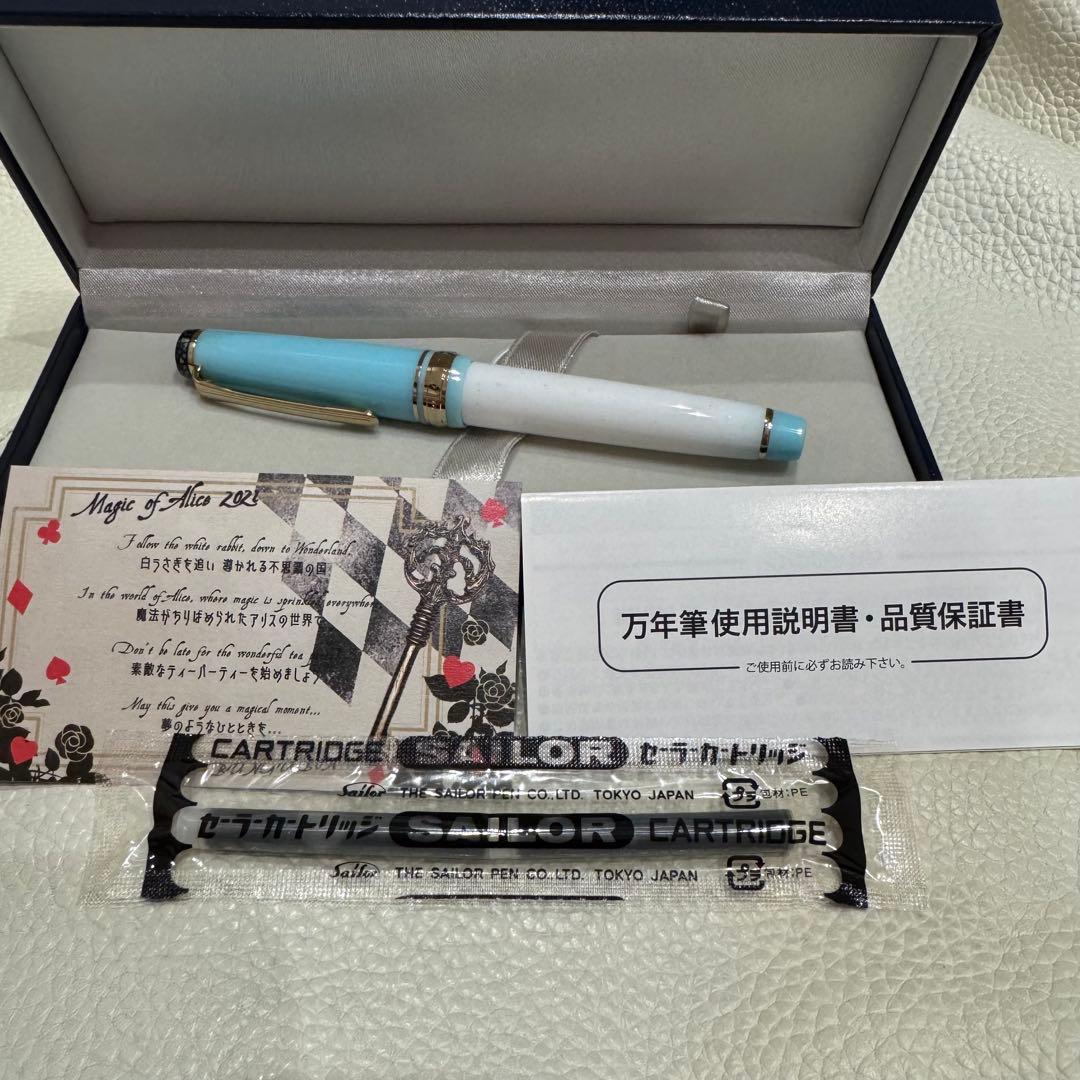 Magic of Alice 2021
Follow the white rabbit, down to Wonderland,
白うさぎを追い 導かれる不思議の国
In the world of Alice, where magic is sprinkled everywhere
魔法がちりばめられたアリスの世界で
Don't be late for the wonderful tea
素敵なティーパーティーを始めましょう
May this give you a magical moment...
夢のようなひとときを...
万年筆使用説明書・品質保証書
ご使用前に必ずお読み下さい。
CARTRIDGE SAILOR セーラーカートリッジ
Sailor THE SAILOR PEN CO.,LTD. TOKYO JAPAN プラ 包材:PE
セーラーカートリッジ SAILOR CARTRIDGE
Sailor THE SAILOR PEN CO.,LTD. TOKYO JAPAN プラ 包材:PE